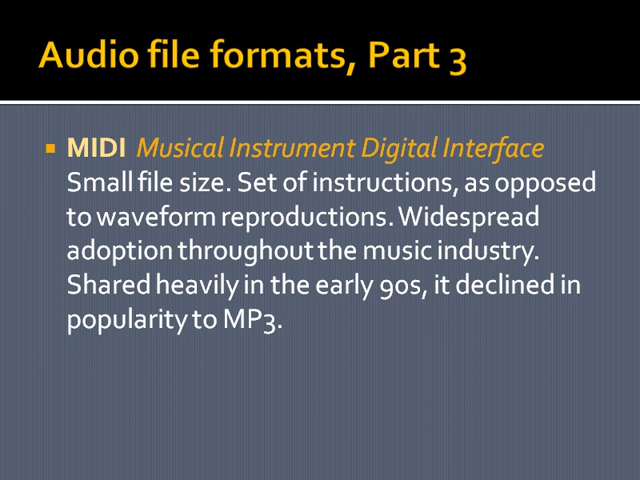 Audio file formats, Part 3
MIDI Musical Instrument Digital Interface
Small file size. Set of instructions, as opposed
to waveform reproductions. Widespread
adoption throughout the music industry.
Shared heavily in the early 90s, it declined in
popularity to MP3.